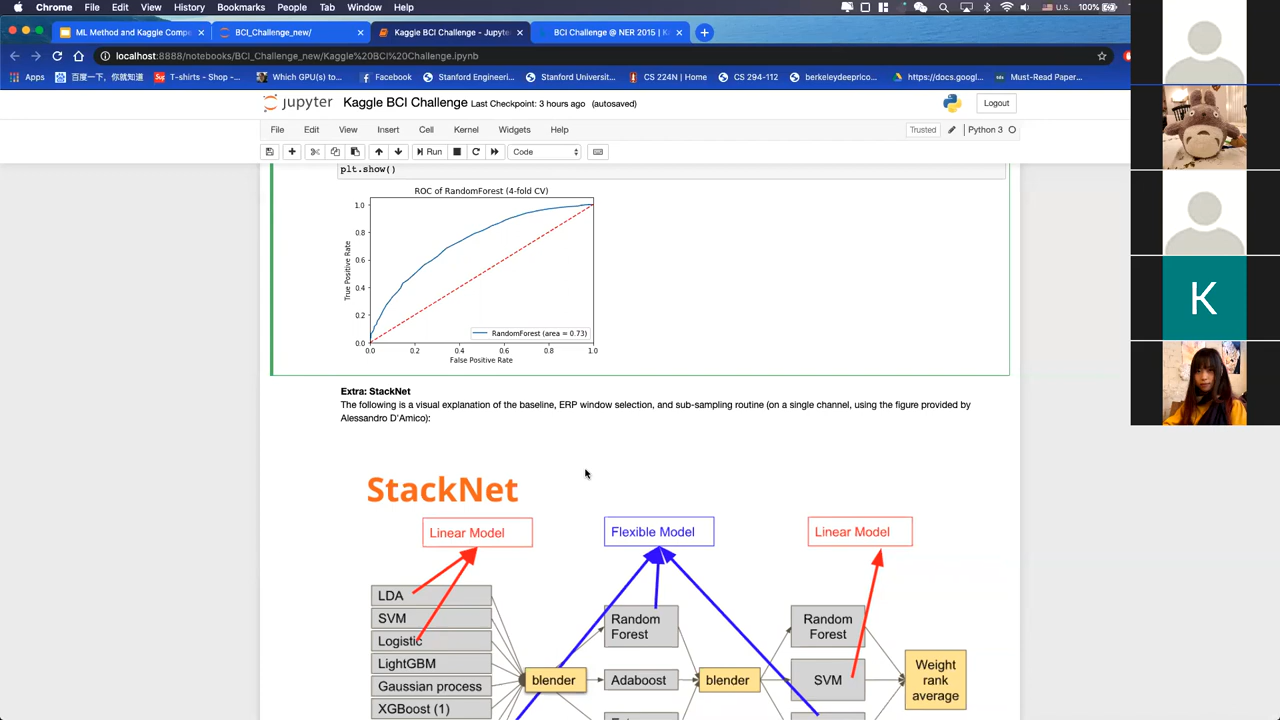 Chrome File Edit View History Bookmarks People Tab Window Help U.S. 100%
ML Method and Kaggle Compe BCI_Challenge_new/ Kaggle BCI Challenge - Jupyte BCI Challenge @ NER 2015 | K
localhost:8888/notebooks/BCI_Challenge_new/Kaggle%20BCI%20Challenge.ipynb
Apps 百度一下，你就知道 T-shirts - Shop -... Which GPU(s) to... Facebook Stanford Engineeri... Stanford Universit... CS 224N | Home CS 294-112 berkeleydeeprlco... https://docs.googl... Must-Read Paper...
jupyter Kaggle BCI Challenge Last Checkpoint: 3 hours ago (autosaved) Logout
File Edit View Insert Cell Kernel Widgets Help Trusted Python 3
Run Code
plt.show()
ROC of RandomForest (4-fold CV)
1.0
0.8
0.6
0.4
0.2
0.0
True Positive Rate
RandomForest (area = 0.73)
0.0 0.2 0.4 0.6 0.8 1.0
False Positive Rate
Extra: StackNet
The following is a visual explanation of the baseline, ERP window selection, and sub-sampling routine (on a single channel, using the figure provided by
Alessandro D'Amico):
StackNet
Linear Model Flexible Model Linear Model
LDA
SVM
Logistic
LightGBM
Gaussian process
XGBoost (1)
blender
Random
Forest
Adaboost
blender
Random
Forest
SVM
Weight
rank
average
K